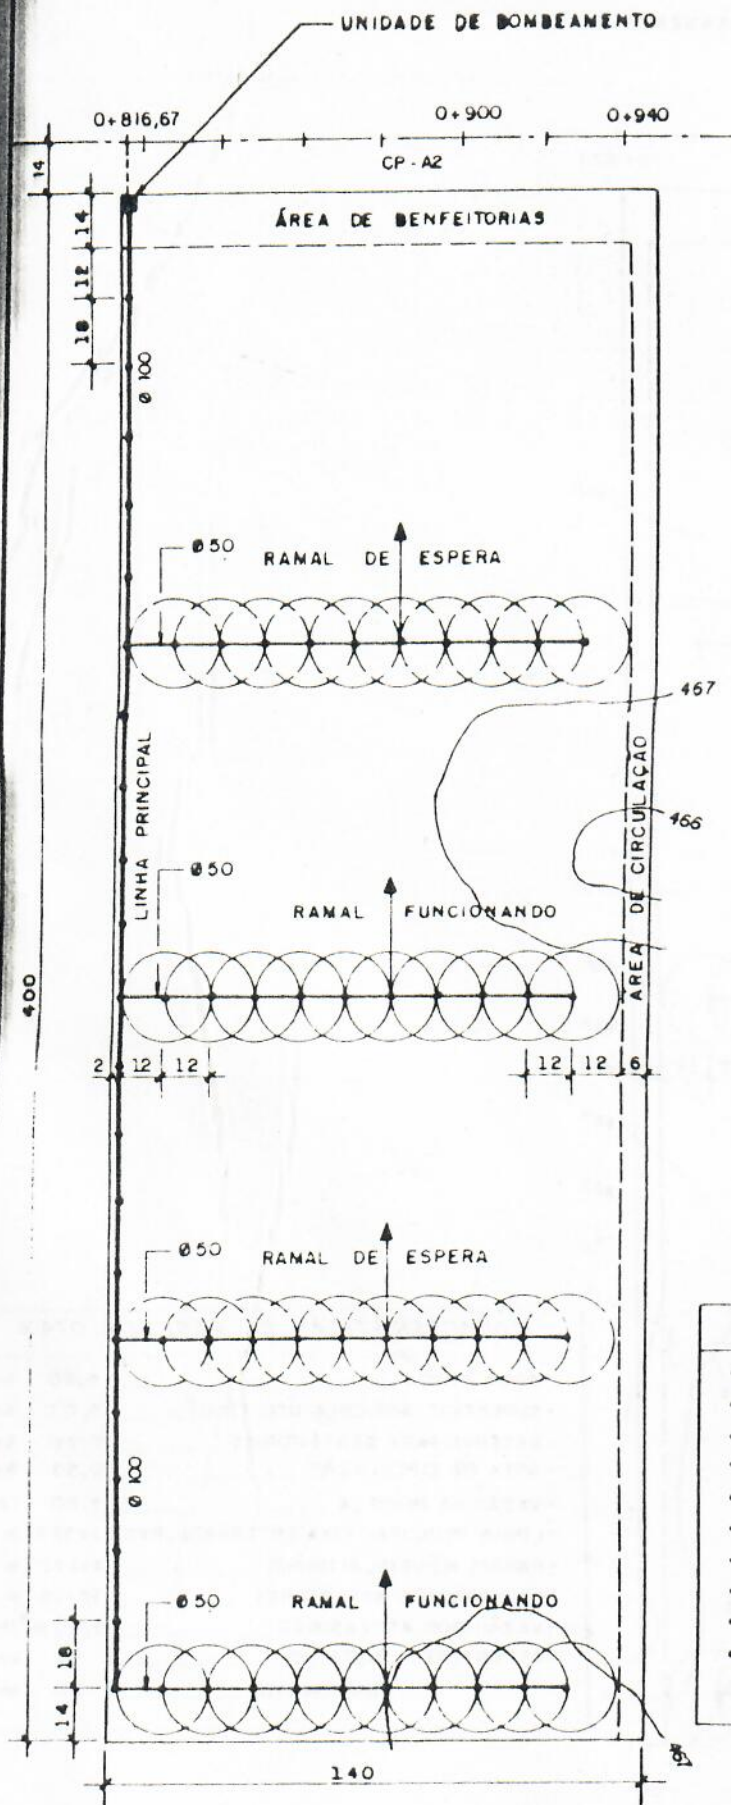 UNIDADE DE BOMBEAMENTO
0+816,67
0+900
0+940
CP - A2
14
ÁREA DE BENFEITORIAS
14
12
18
Ø 100
Ø 50
RAMAL DE ESPERA
467
LINHA PRINCIPAL
ÁREA DE CIRCULAÇÃO
466
Ø 50
RAMAL FUNCIONANDO
400
2 12 12
12 12 6
Ø 50
RAMAL DE ESPERA
Ø 100
Ø 50
RAMAL FUNCIONANDO
18
14
467
140